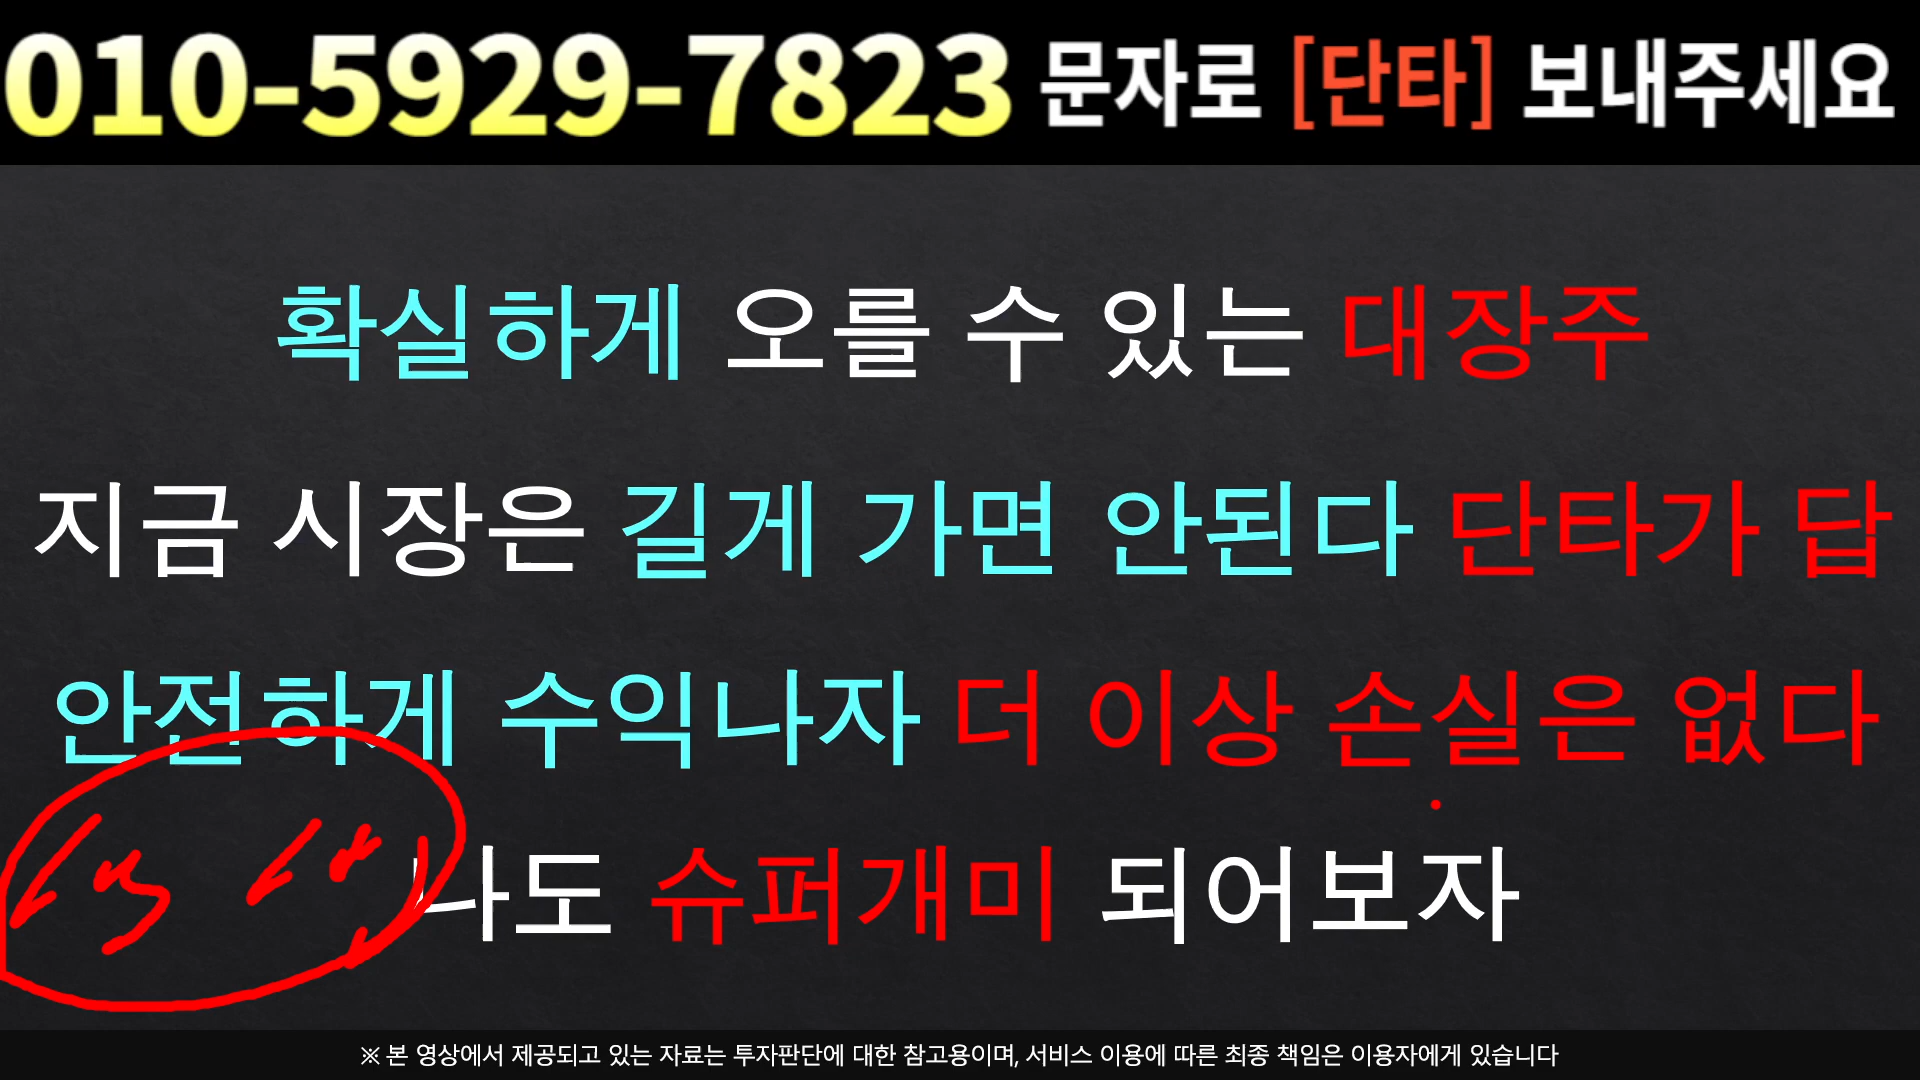 010-5929-7823 문자로 [단타] 보내주세요
확실하게 오를 수 있는 대장주
지금 시장은 길게 가면 안된다 단타가 답
안전하게 수익나자 더 이상 손실은 없다
나도 슈퍼개미 되어보자
※ 본 영상에서 제공되고 있는 자료는 투자판단에 대한 참고용이며, 서비스 이용에 따른 최종 책임은 이용자에게 있습니다